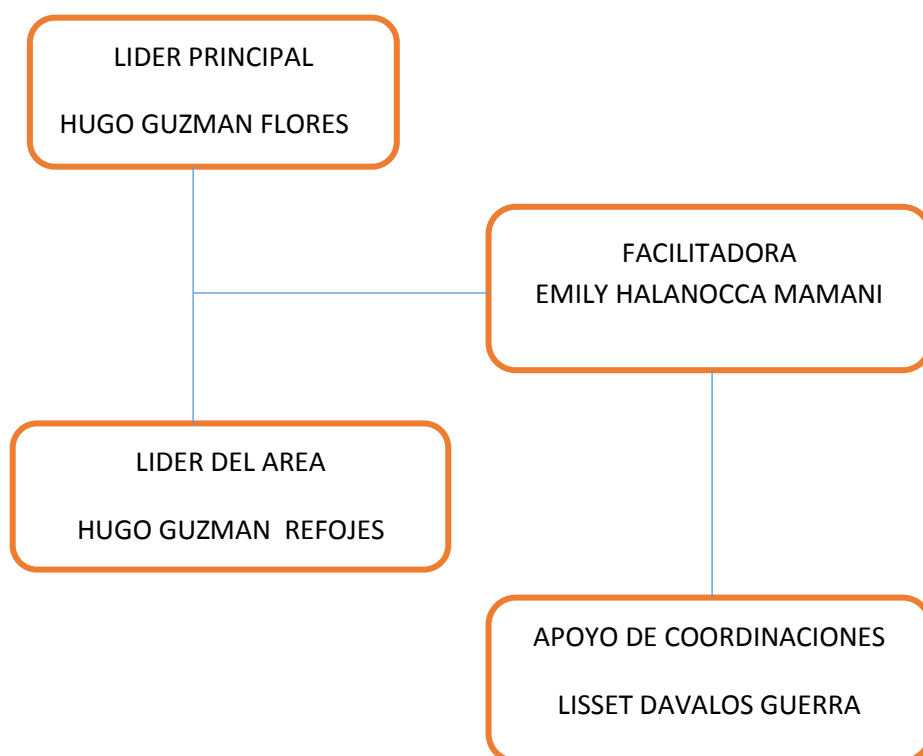 LIDER PRINCIPAL
HUGO GUZMAN FLORES
FACILITADORA
EMILY HALANOCCA MAMANI
LIDER DEL AREA
HUGO GUZMAN  REFOJES
APOYO DE COORDINACIONES
LISSET DAVALOS GUERRA